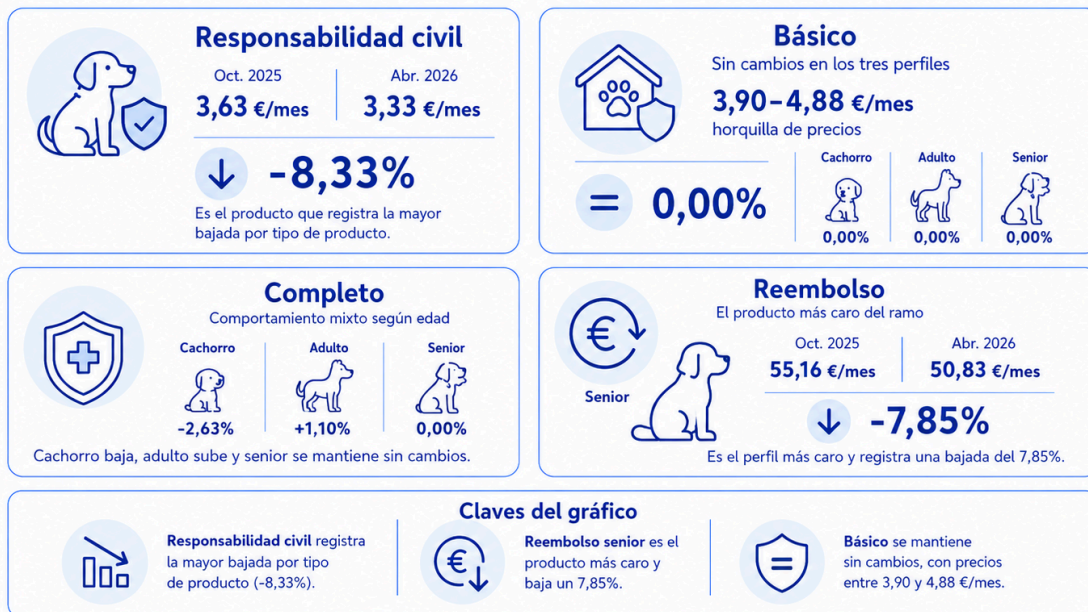 Responsabilidad civil
Oct. 2025
Abr. 2026
3,63 €/mes
3,33 €/mes
-8,33%
Es el producto que registra la mayor
bajada por tipo de producto.
Básico
Sin cambios en los tres perfiles
3,90-4,88 €/mes
horquilla de precios
= 0,00%
Cachorro
Adulto
Senior
0,00%
0,00%
0,00%
Completo
Comportamiento mixto según edad
Cachorro
Adulto
Senior
-2,63%
+1,10%
0,00%
Cachorro baja, adulto sube y senior se mantiene sin cambios.
Reembolso
El producto más caro del ramo
€
Senior
Oct. 2025
Abr. 2026
55,16 €/mes
50,83 €/mes
-7,85%
Es el perfil más caro y registra una bajada del 7,85%.
Claves del gráfico
Responsabilidad civil registra
la mayor bajada por tipo
de producto (-8,33%).
€
Reembolso senior es el
producto más caro y
baja un 7,85%.
=
Básico se mantiene
sin cambios, con precios
entre 3,90 y 4,88 €/mes.